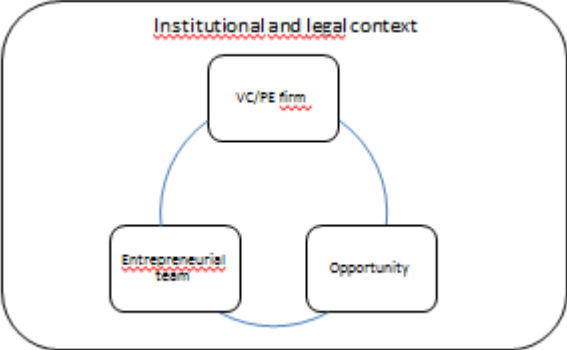 Institutional and legal context
VC/PE firm
Entrepreneurial
team
Opportunity